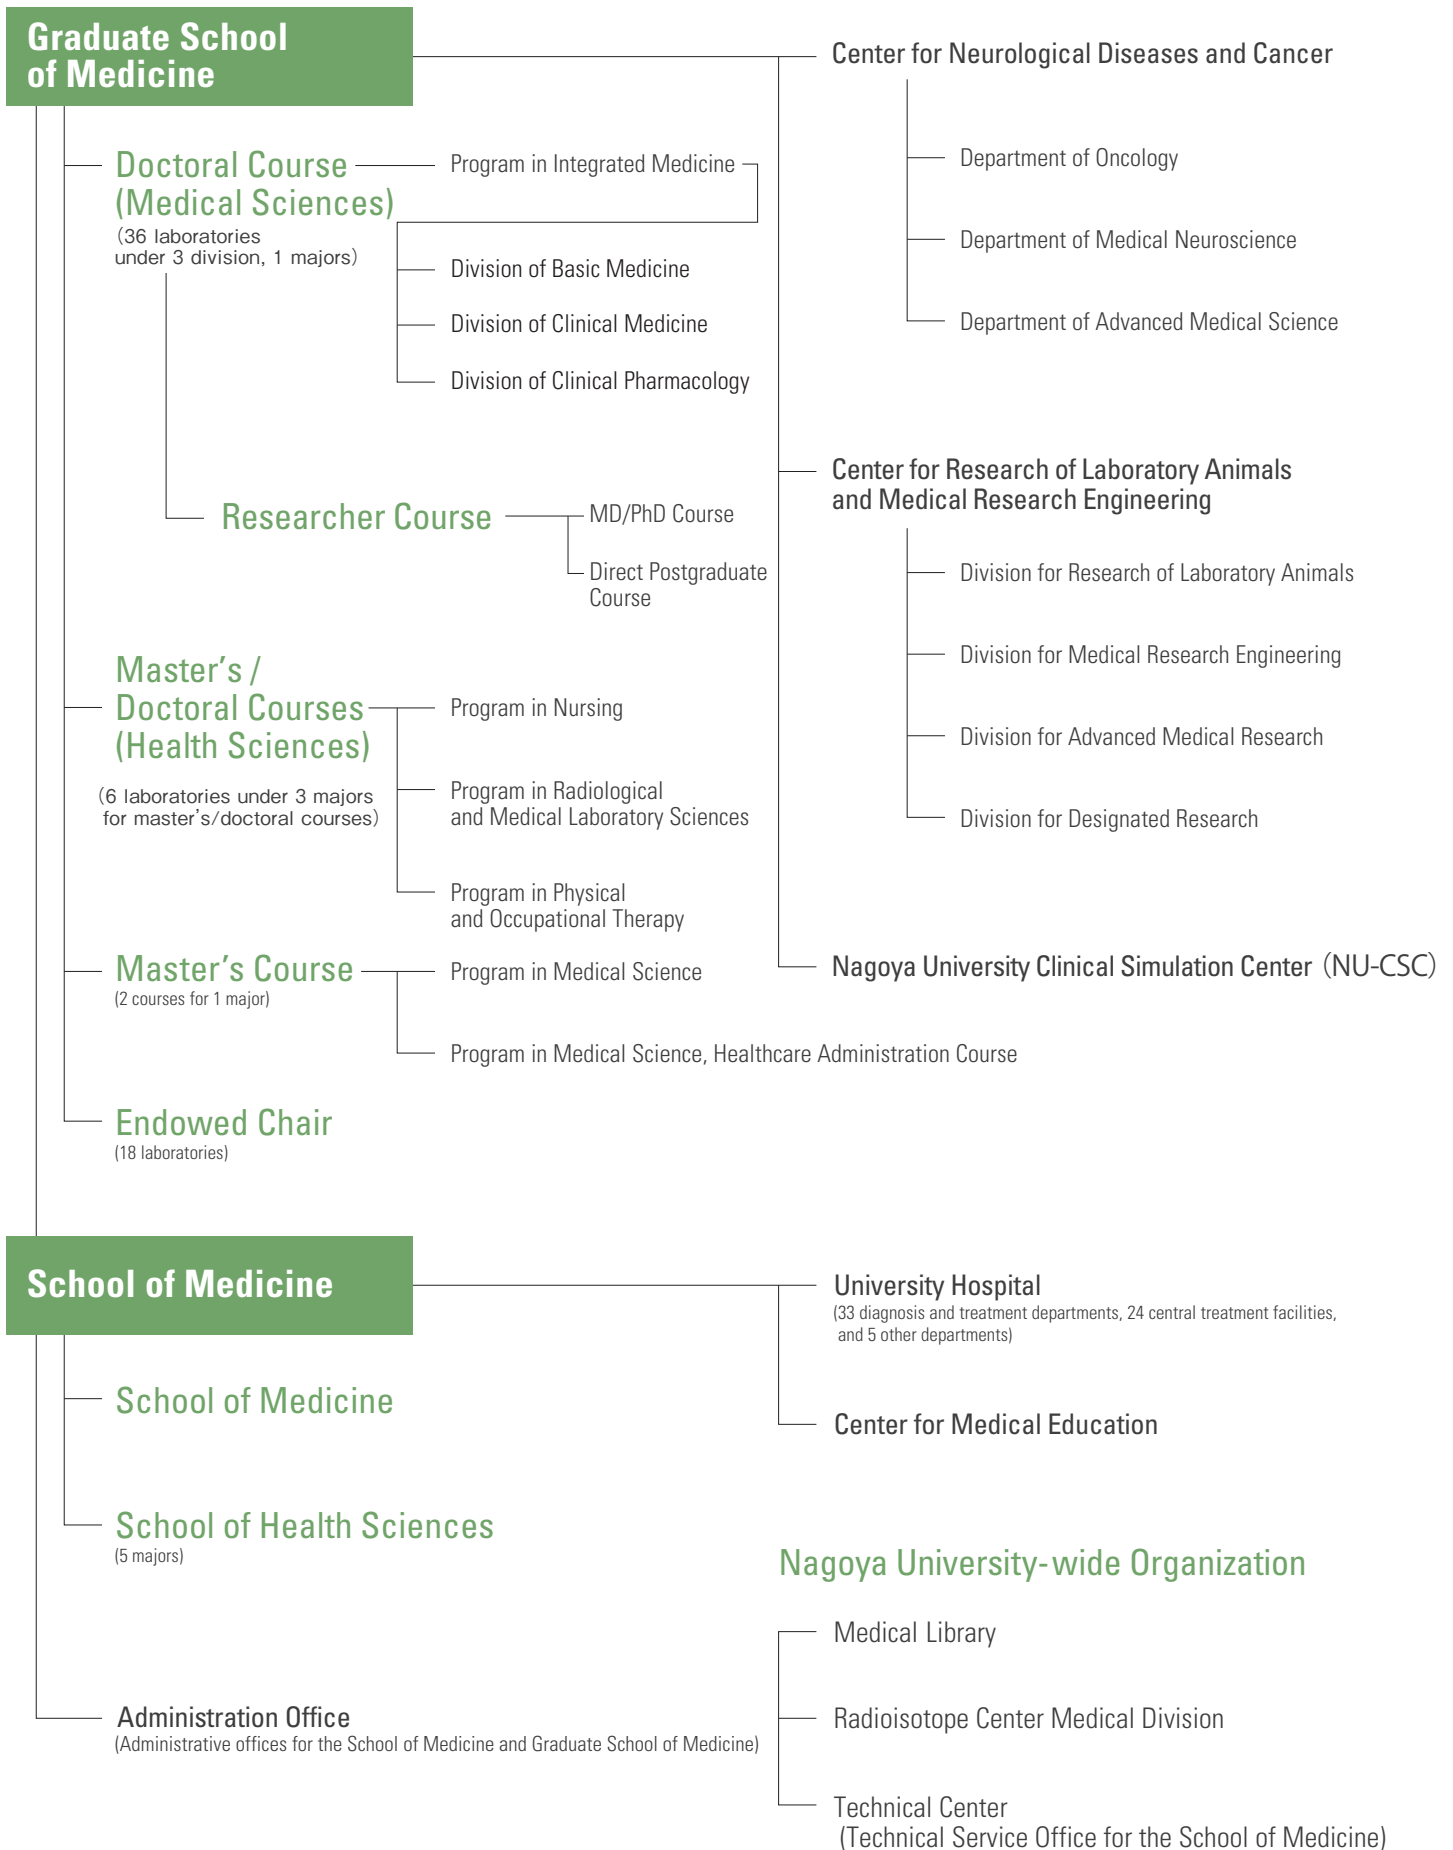 Graduate School
of Medicine
Doctoral Course
(Medical Sciences)
(36 laboratories
under 3 division, 1 majors)
Program in Integrated Medicine
Division of Basic Medicine
Division of Clinical Medicine
Division of Clinical Pharmacology
Researcher Course
MD/PhD Course
Direct Postgraduate
Course
Master's /
Doctoral Courses
(Health Sciences)
(6 laboratories under 3 majors
for master's/doctoral courses)
Program in Nursing
Program in Radiological
and Medical Laboratory Sciences
Program in Physical
and Occupational Therapy
Master's Course
(2 courses for 1 major)
Program in Medical Science
Program in Medical Science, Healthcare Administration Course
Endowed Chair
(18 laboratories)
Center for Neurological Diseases and Cancer
Department of Oncology
Department of Medical Neuroscience
Department of Advanced Medical Science
Center for Research of Laboratory Animals
and Medical Research Engineering
Division for Research of Laboratory Animals
Division for Medical Research Engineering
Division for Advanced Medical Research
Division for Designated Research
Nagoya University Clinical Simulation Center (NU-CSC)
School of Medicine
School of Medicine
School of Health Sciences
(5 majors)
Administration Office
(Administrative offices for the School of Medicine and Graduate School of Medicine)
University Hospital
(33 diagnosis and treatment departments, 24 central treatment facilities,
and 5 other departments)
Center for Medical Education
Nagoya University-wide Organization
Medical Library
Radioisotope Center Medical Division
Technical Center
(Technical Service Office for the School of Medicine)